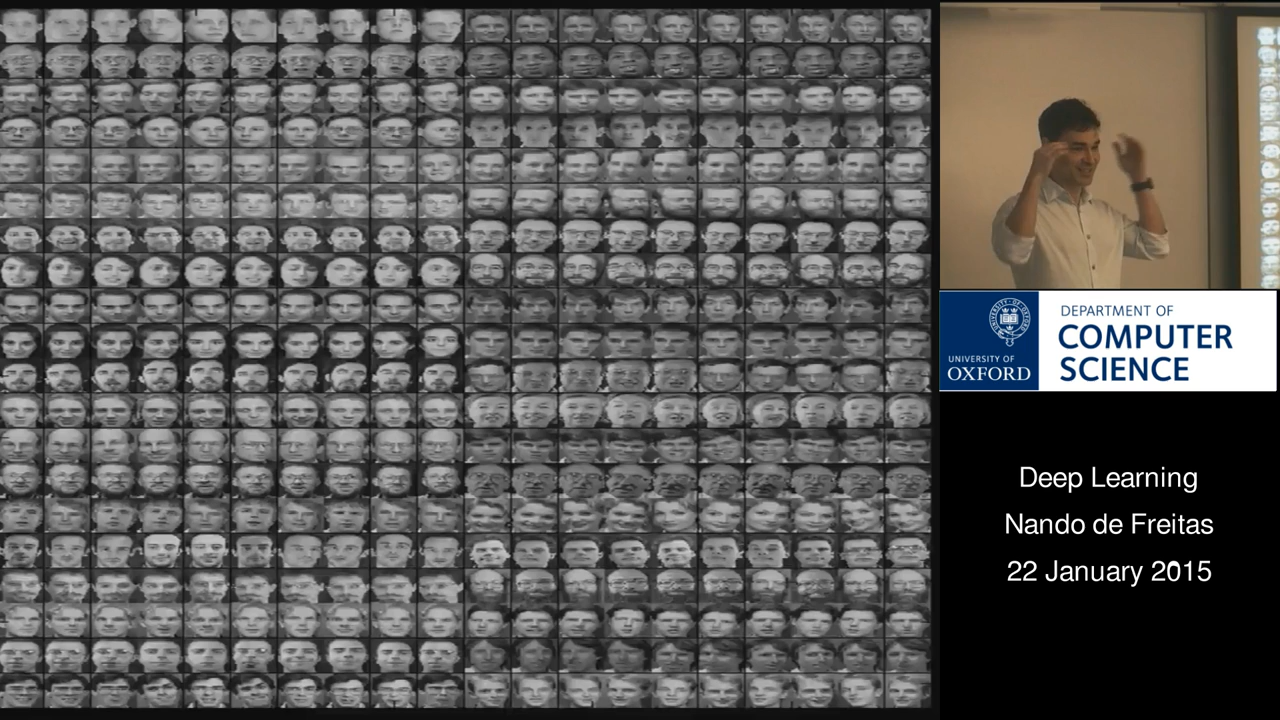 UNIVERSITY OF
OXFORD
DEPARTMENT OF
COMPUTER
SCIENCE
Deep Learning
Nando de Freitas
22 January 2015